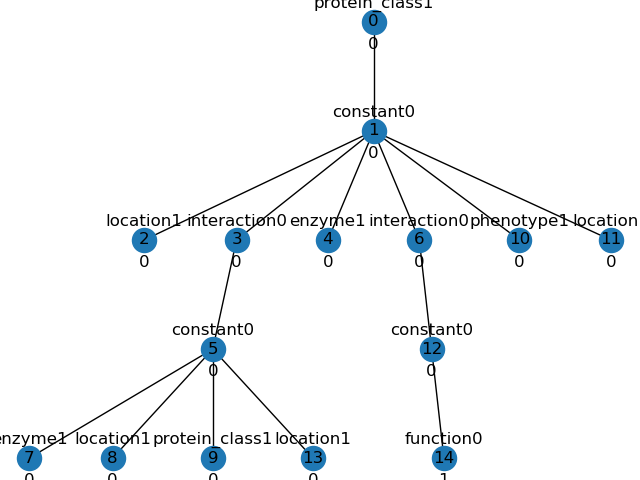 protein_class1
0
0
constant0
1
0
location1 interaction0 enzyme1 interaction0 phenotype1 location
2 3 4 6 10 11
0 0 0 0 0 0
constant0 constant0
5 12
0 0
enzyme1 location1 protein_class1 location1 function0
7 8 9 13 14
0 0 0 0 1